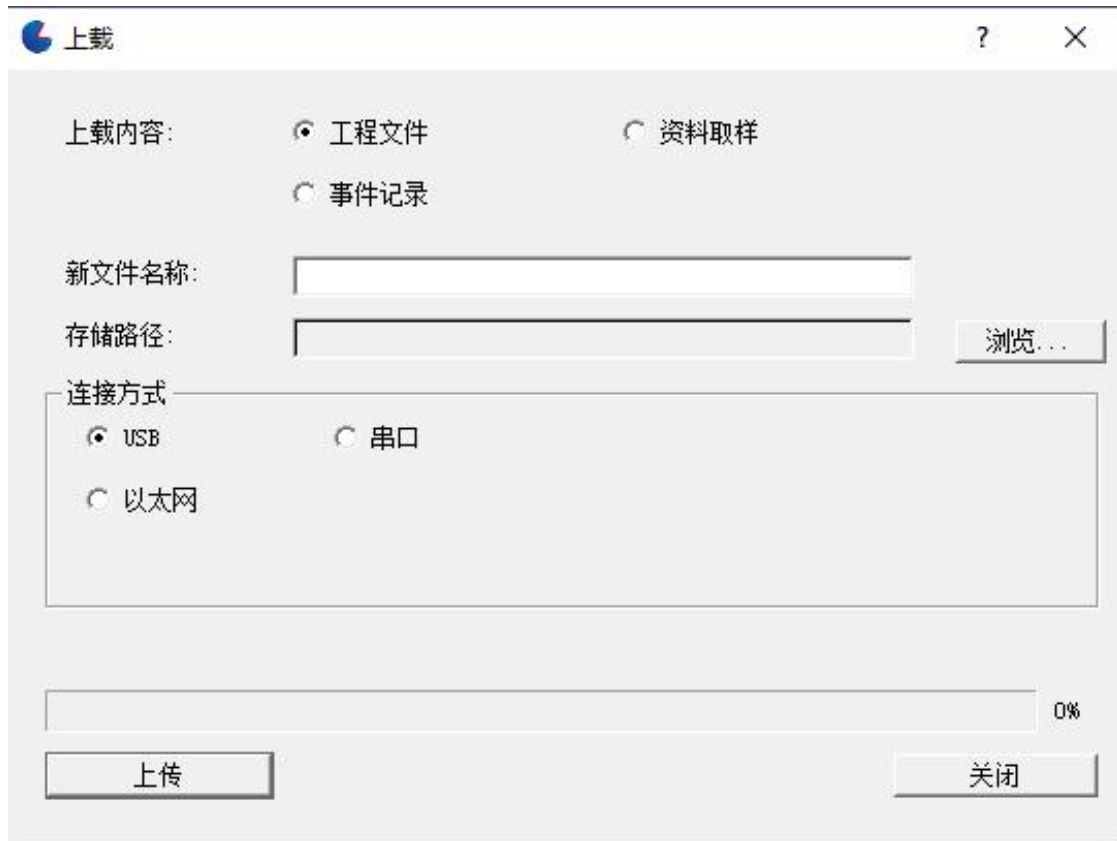 上载 ?
上载内容: 工程文件 资料取样
事件记录
新文件名称:
存储路径: 浏览...
连接方式
USB 串口
以太网
0%
上传 关闭